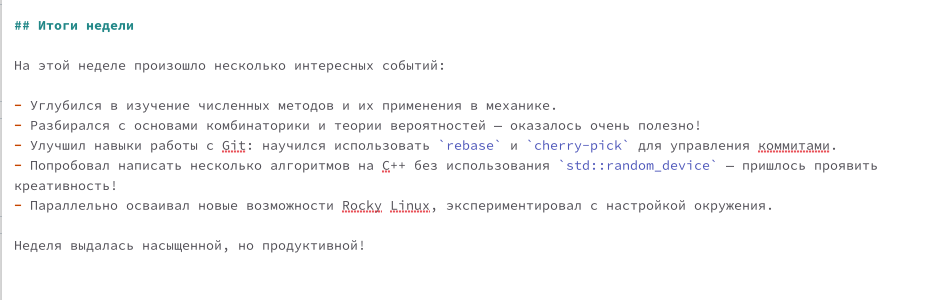 ## Итоги недели
На этой неделе произошло несколько интересных событий:
- Углубился в изучение численных методов и их применения в механике.
- Разбирался с основами комбинаторики и теории вероятностей — оказалось очень полезно!
- Улучшил навыки работы с Git: научился использовать `rebase` и `cherry-pick` для управления коммитами.
- Попробовал написать несколько алгоритмов на C++ без использования `std::random_device` — пришлось проявить
креативность!
- Параллельно осваивал новые возможности Rocky Linux, экспериментировал с настройкой окружения.
Неделя выдалась насыщенной, но продуктивной!